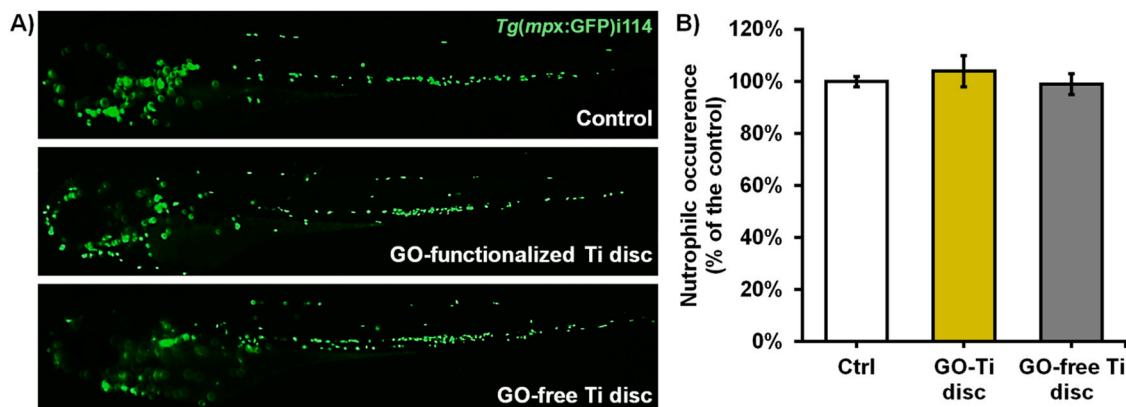 A)
Tg(mpx:GFP)i114
Control
GO-functionalized Ti disc
GO-free Ti disc
B)
Nutrophilic occurerence
(% of the control)
120%
100%
80%
60%
40%
20%
0%
Ctrl
GO-Ti
disc
GO-free Ti
disc